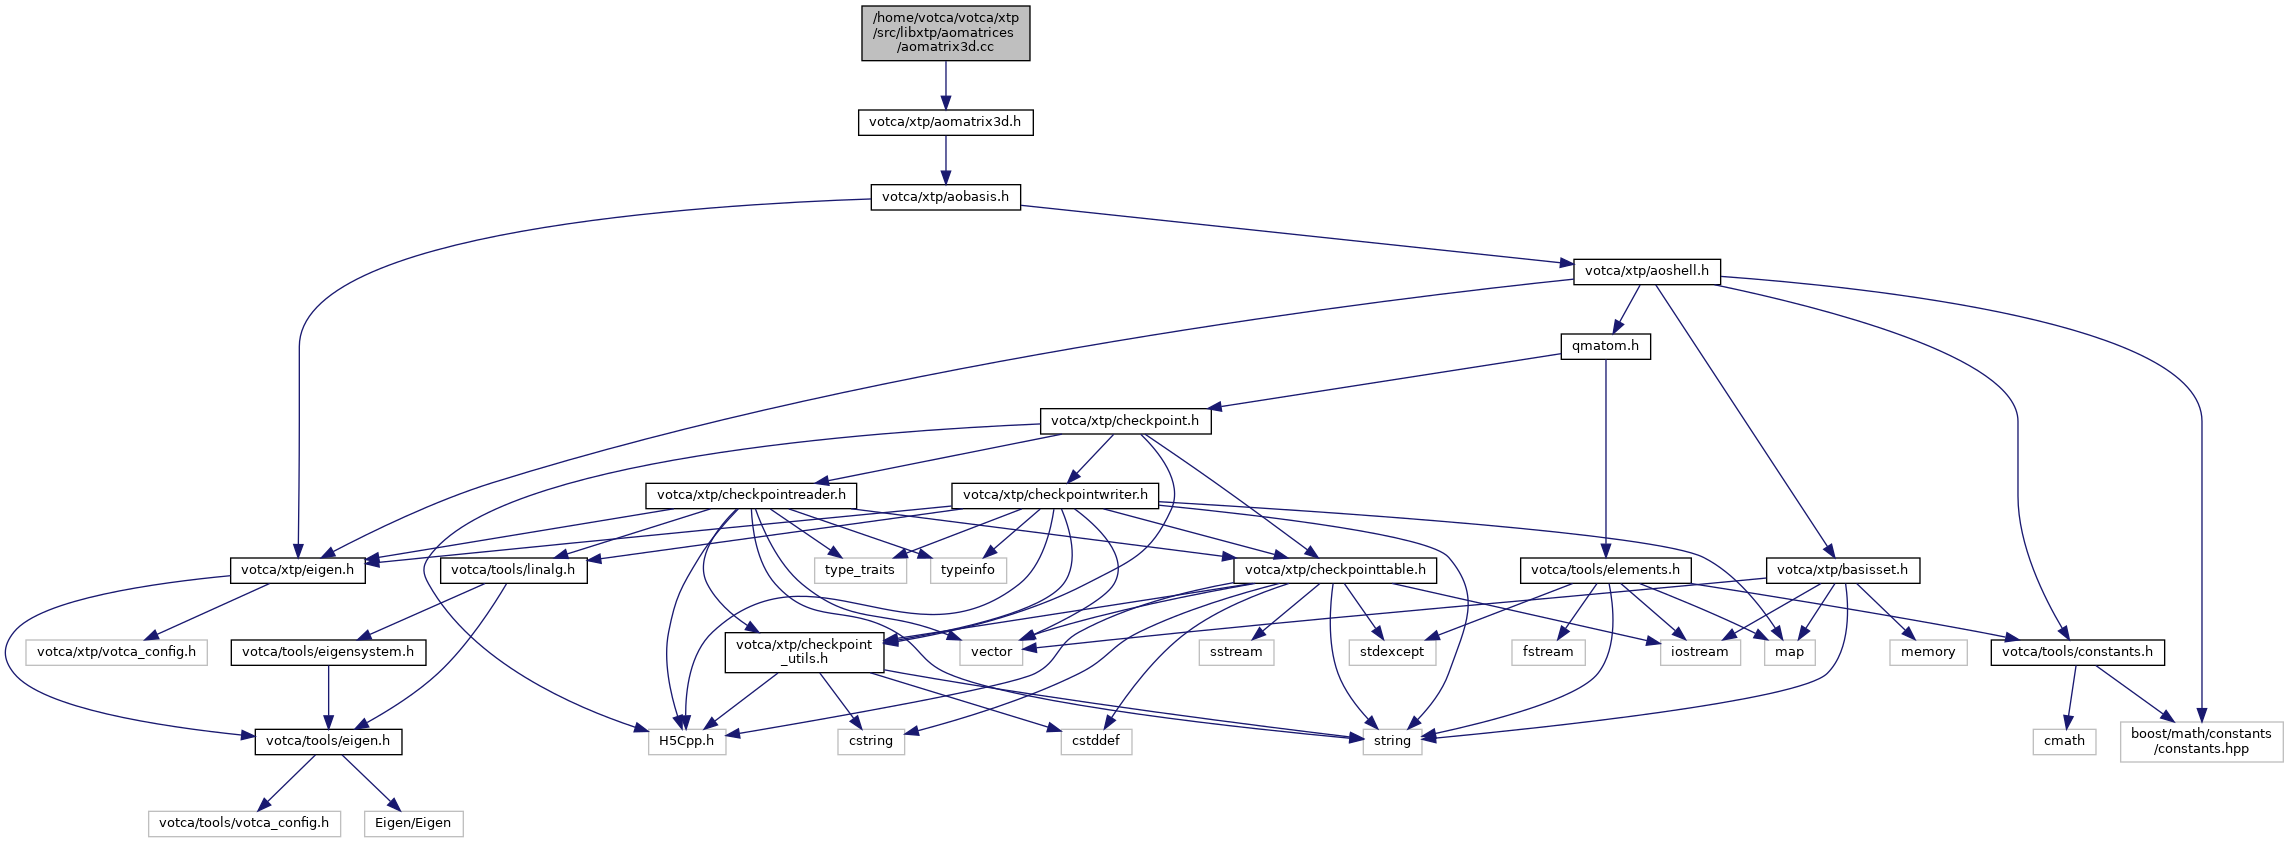 /home/votca/votca/xtp
/src/libxtp/aomatrices
/aomatrix3d.cc
votca/xtp/aomatrix3d.h
votca/xtp/aobasis.h
votca/xtp/aoshell.h
qmatom.h
votca/xtp/checkpoint.h
votca/xtp/checkpointreader.h
votca/xtp/checkpointwriter.h
votca/xtp/eigen.h
votca/tools/linalg.h
type_traits
typeinfo
votca/xtp/checkpointtable.h
votca/tools/elements.h
votca/xtp/basisset.h
votca/xtp/votca_config.h
votca/tools/eigensystem.h
votca/xtp/checkpoint
_utils.h
vector
sstream
stdexcept
fstream
iostream
map
memory
votca/tools/constants.h
votca/tools/eigen.h
H5Cpp.h
cstring
cstddef
string
cmath
boost/math/constants
/constants.hpp
votca/tools/votca_config.h
Eigen/Eigen